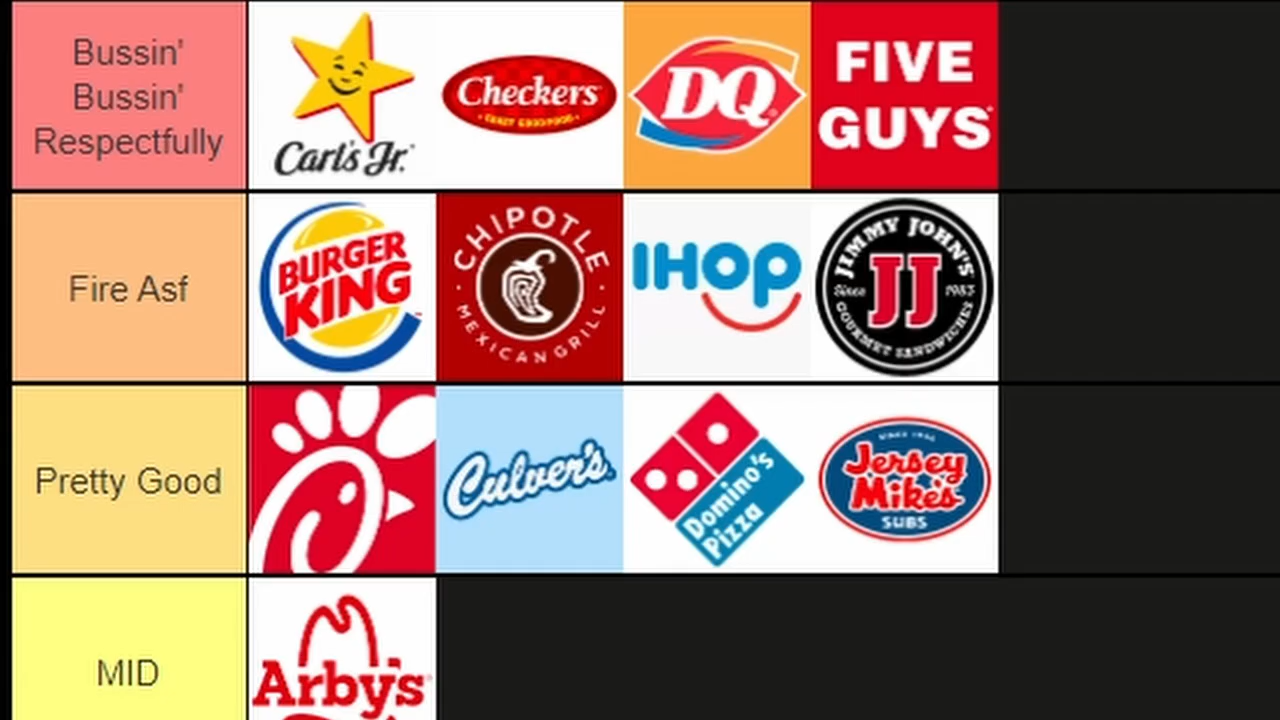 Bussin'
Bussin'
Respectfully
Carl's Jr.
Checkers
DQ
FIVE
GUYS
Fire Asf
BURGER
KING
CHIPOTLE
MEXICAN GRILL
IHOP
JIMMY JOHN'S
Since JJ 1983
GOURMET SANDWICHES
Pretty Good
Culver's
Domino's
Pizza
Jersey
Mike's
SUBS
MID
Arby's